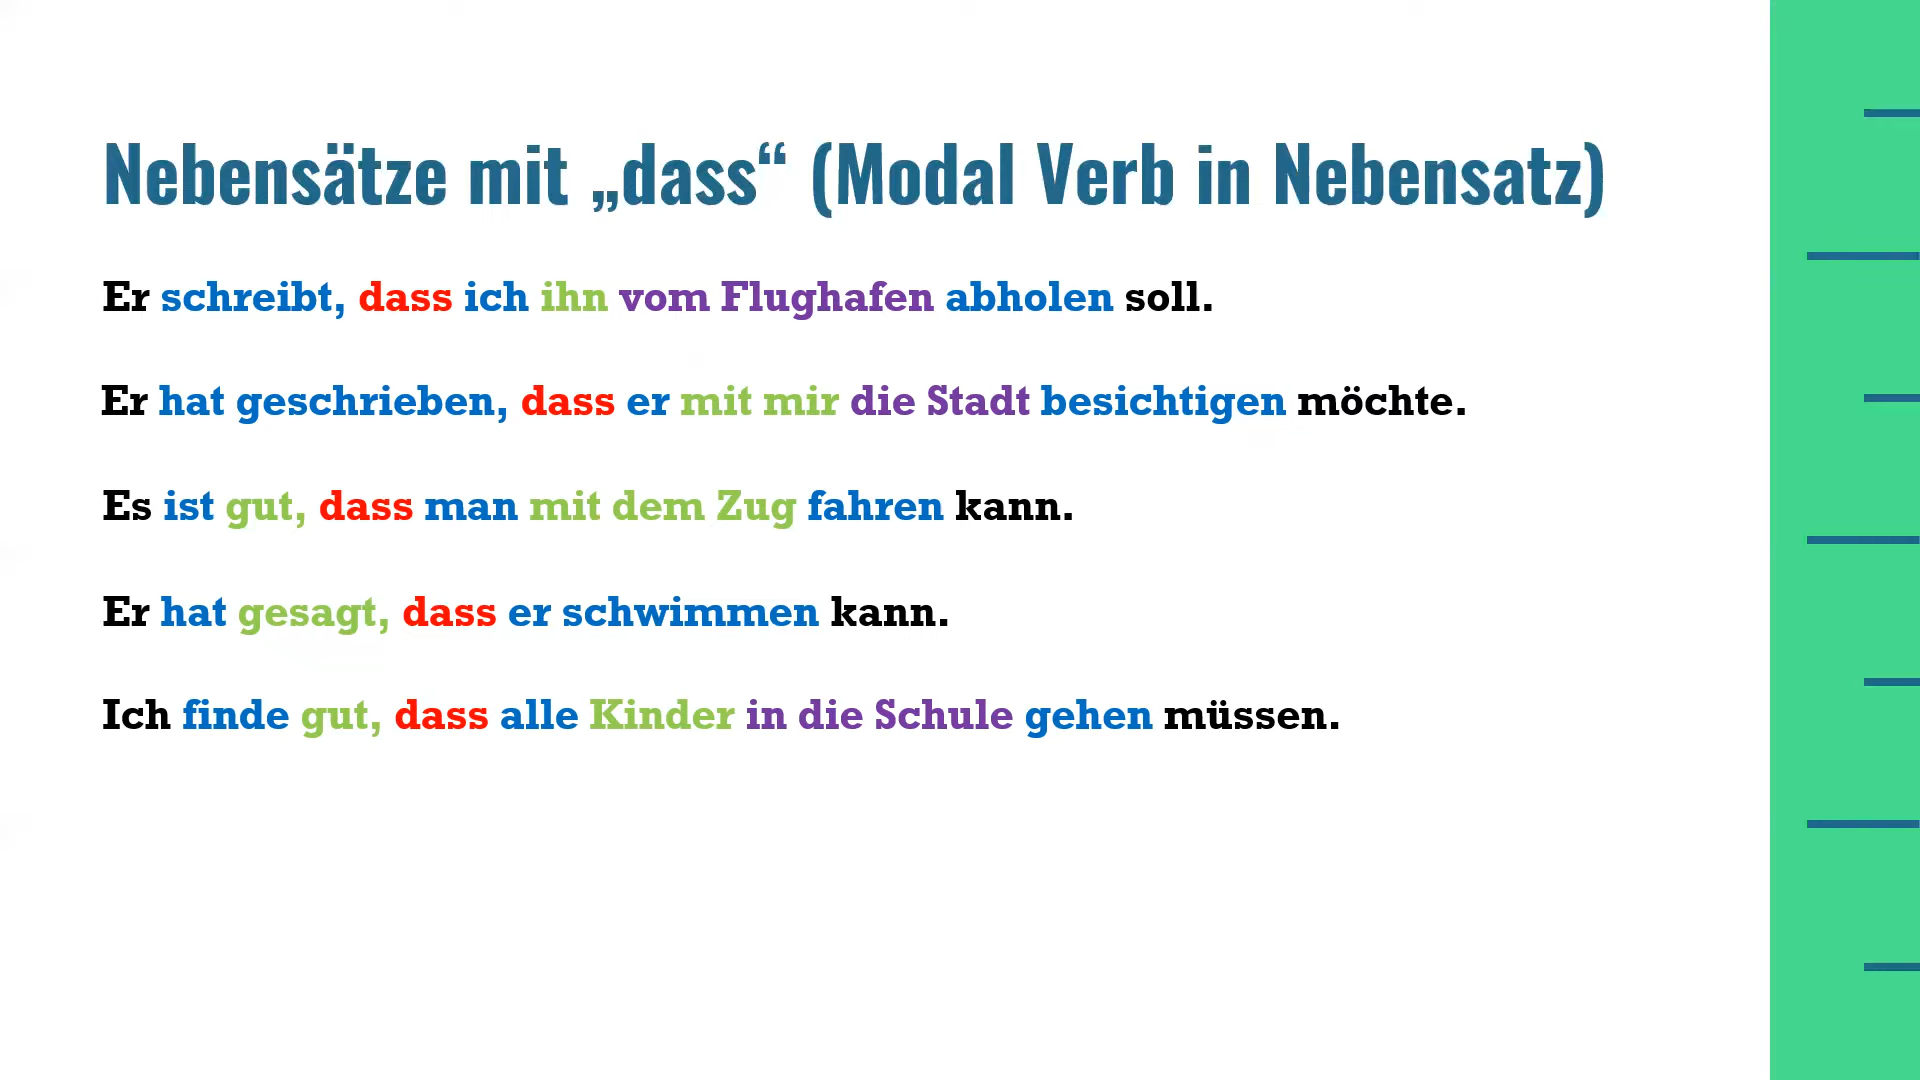 Nebensätze mit „dass“ (Modal Verb in Nebensatz)
Er schreibt, dass ich ihn vom Flughafen abholen soll.
Er hat geschrieben, dass er mit mir die Stadt besichtigen möchte.
Es ist gut, dass man mit dem Zug fahren kann.
Er hat gesagt, dass er schwimmen kann.
Ich finde gut, dass alle Kinder in die Schule gehen müssen.